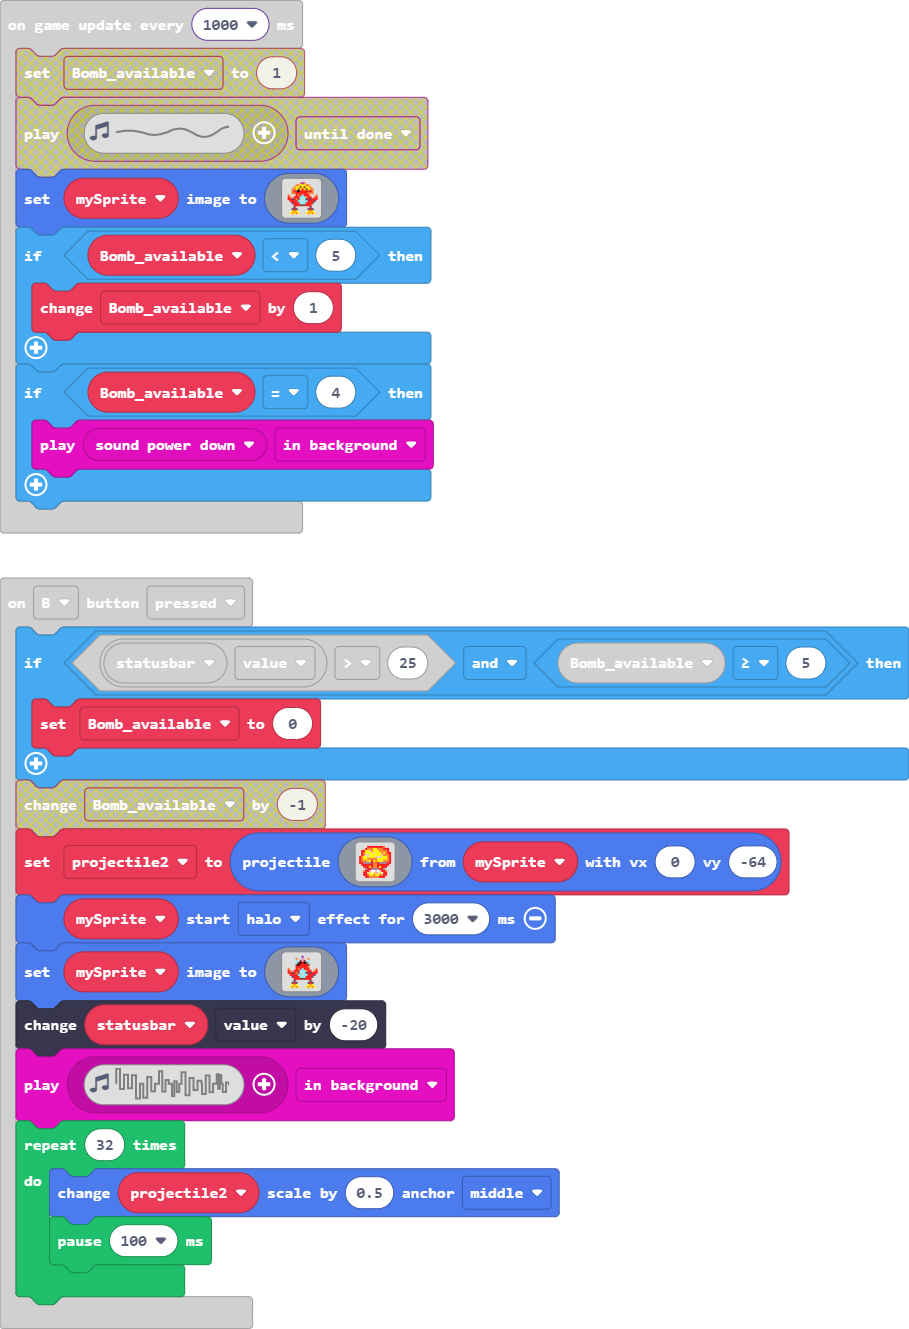 on game update every 1000 ms
set Bomb_available to 1
play until done
set mySprite image to
if Bomb_available < 5 then
change Bomb_available by 1
if Bomb_available = 4 then
play sound power down in background
on B button pressed
if statusbar value > 25 and Bomb_available ≥ 5 then
set Bomb_available to 0
change Bomb_available by -1
set projectile2 to projectile from mySprite with vx 0 vy -64
mySprite start halo effect for 3000 ms
set mySprite image to
change statusbar value by -20
play in background
repeat 32 times
do
change projectile2 scale by 0.5 anchor middle
pause 100 ms